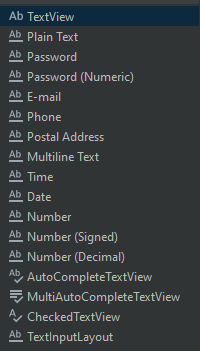 Ab TextView
Ab Plain Text
Ab Password
Ab Password (Numeric)
Ab E-mail
Ab Phone
Ab Postal Address
Ab Multiline Text
Ab Time
Ab Date
Ab Number
Ab Number (Signed)
Ab Number (Decimal)
Ab AutoCompleteTextView
MultiAutoCompleteTextView
A CheckedTextView
Ab TextInputLayout